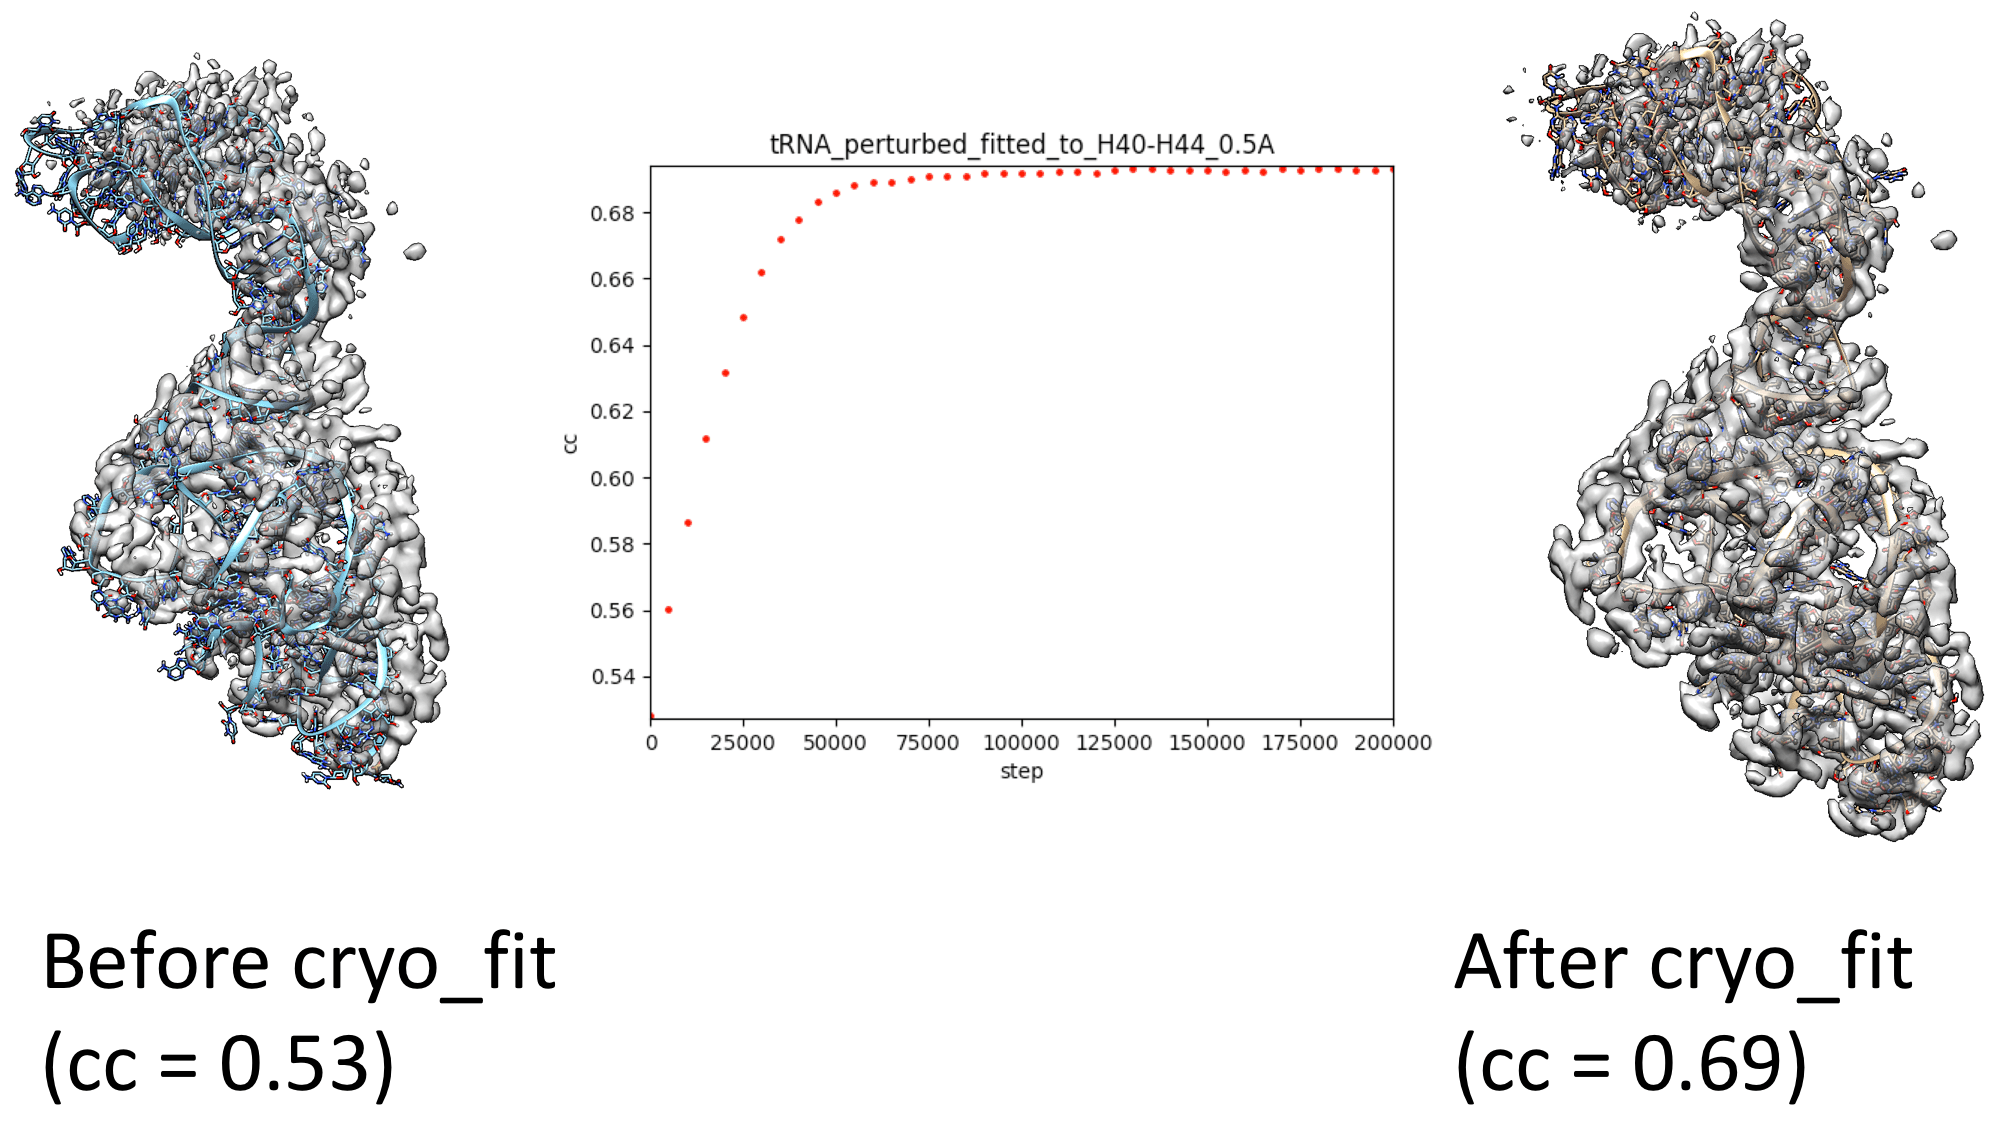 tRNA_perturbed_fitted_to_H40-H44_0.5A
0.68
0.66
0.64
0.62
0.60
0.58
0.56
0.54
cc
0 25000 50000 75000 100000 125000 150000 175000 200000
step
Before cryo_fit
(cc = 0.53)
After cryo_fit
(cc = 0.69)